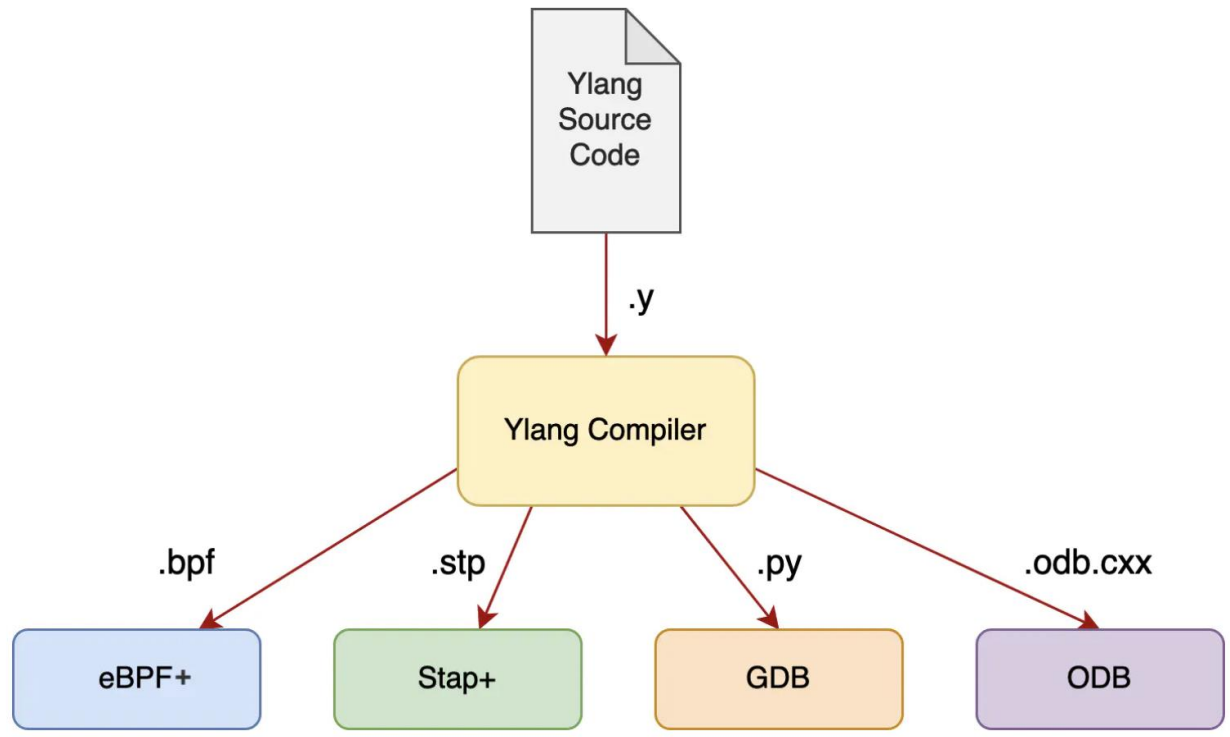 Ylang
Source
Code
.y
Ylang Compiler
.bpf
.stp
.py
.odb.cxx
eBPF+
Stap+
GDB
ODB